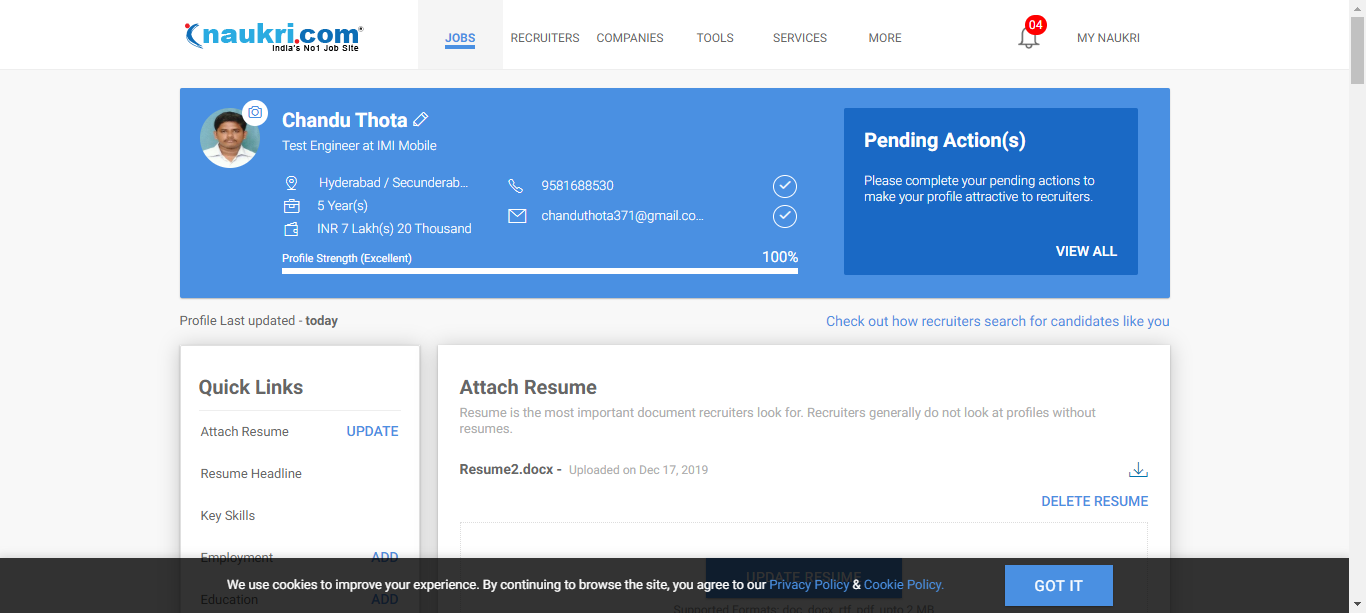 naukri.com
India's No1 Job Site
JOBS
RECRUITERS
COMPANIES
TOOLS
SERVICES
MORE
04
MY NAUKRI
Chandu Thota
Test Engineer at IMI Mobile
Hyderabad / Secunderab...
5 Year(s)
INR 7 Lakh(s) 20 Thousand
9581688530
chanduthota371@gmail.co...
Profile Strength (Excellent)
100%
Pending Action(s)
Please complete your pending actions to
make your profile attractive to recruiters.
VIEW ALL
Profile Last updated - today
Check out how recruiters search for candidates like you
Quick Links
Attach Resume UPDATE
Resume Headline
Key Skills
Employment ADD
Education ADD
Attach Resume
Resume is the most important document recruiters look for. Recruiters generally do not look at profiles without
resumes.
Resume2.docx - Uploaded on Dec 17, 2019
DELETE RESUME
UPDATE RESUME
Supported Formats: doc, docx, rtf, pdf, upto 2 MB
We use cookies to improve your experience. By continuing to browse the site, you agree to our Privacy Policy & Cookie Policy.
GOT IT